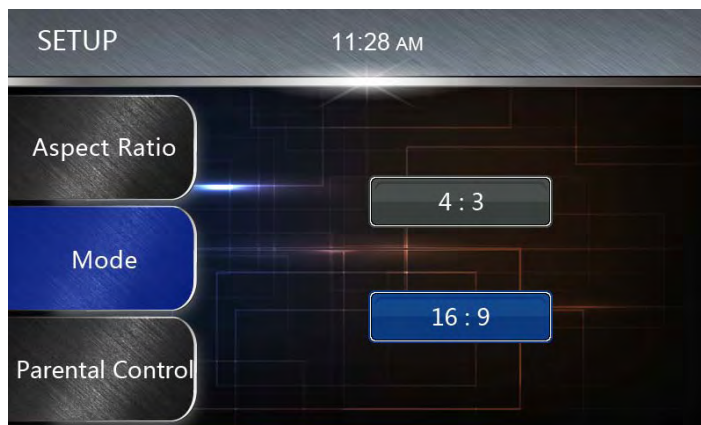 SETUP
11:28 AM
Aspect Ratio
Mode
Parental Control
4 : 3
16 : 9